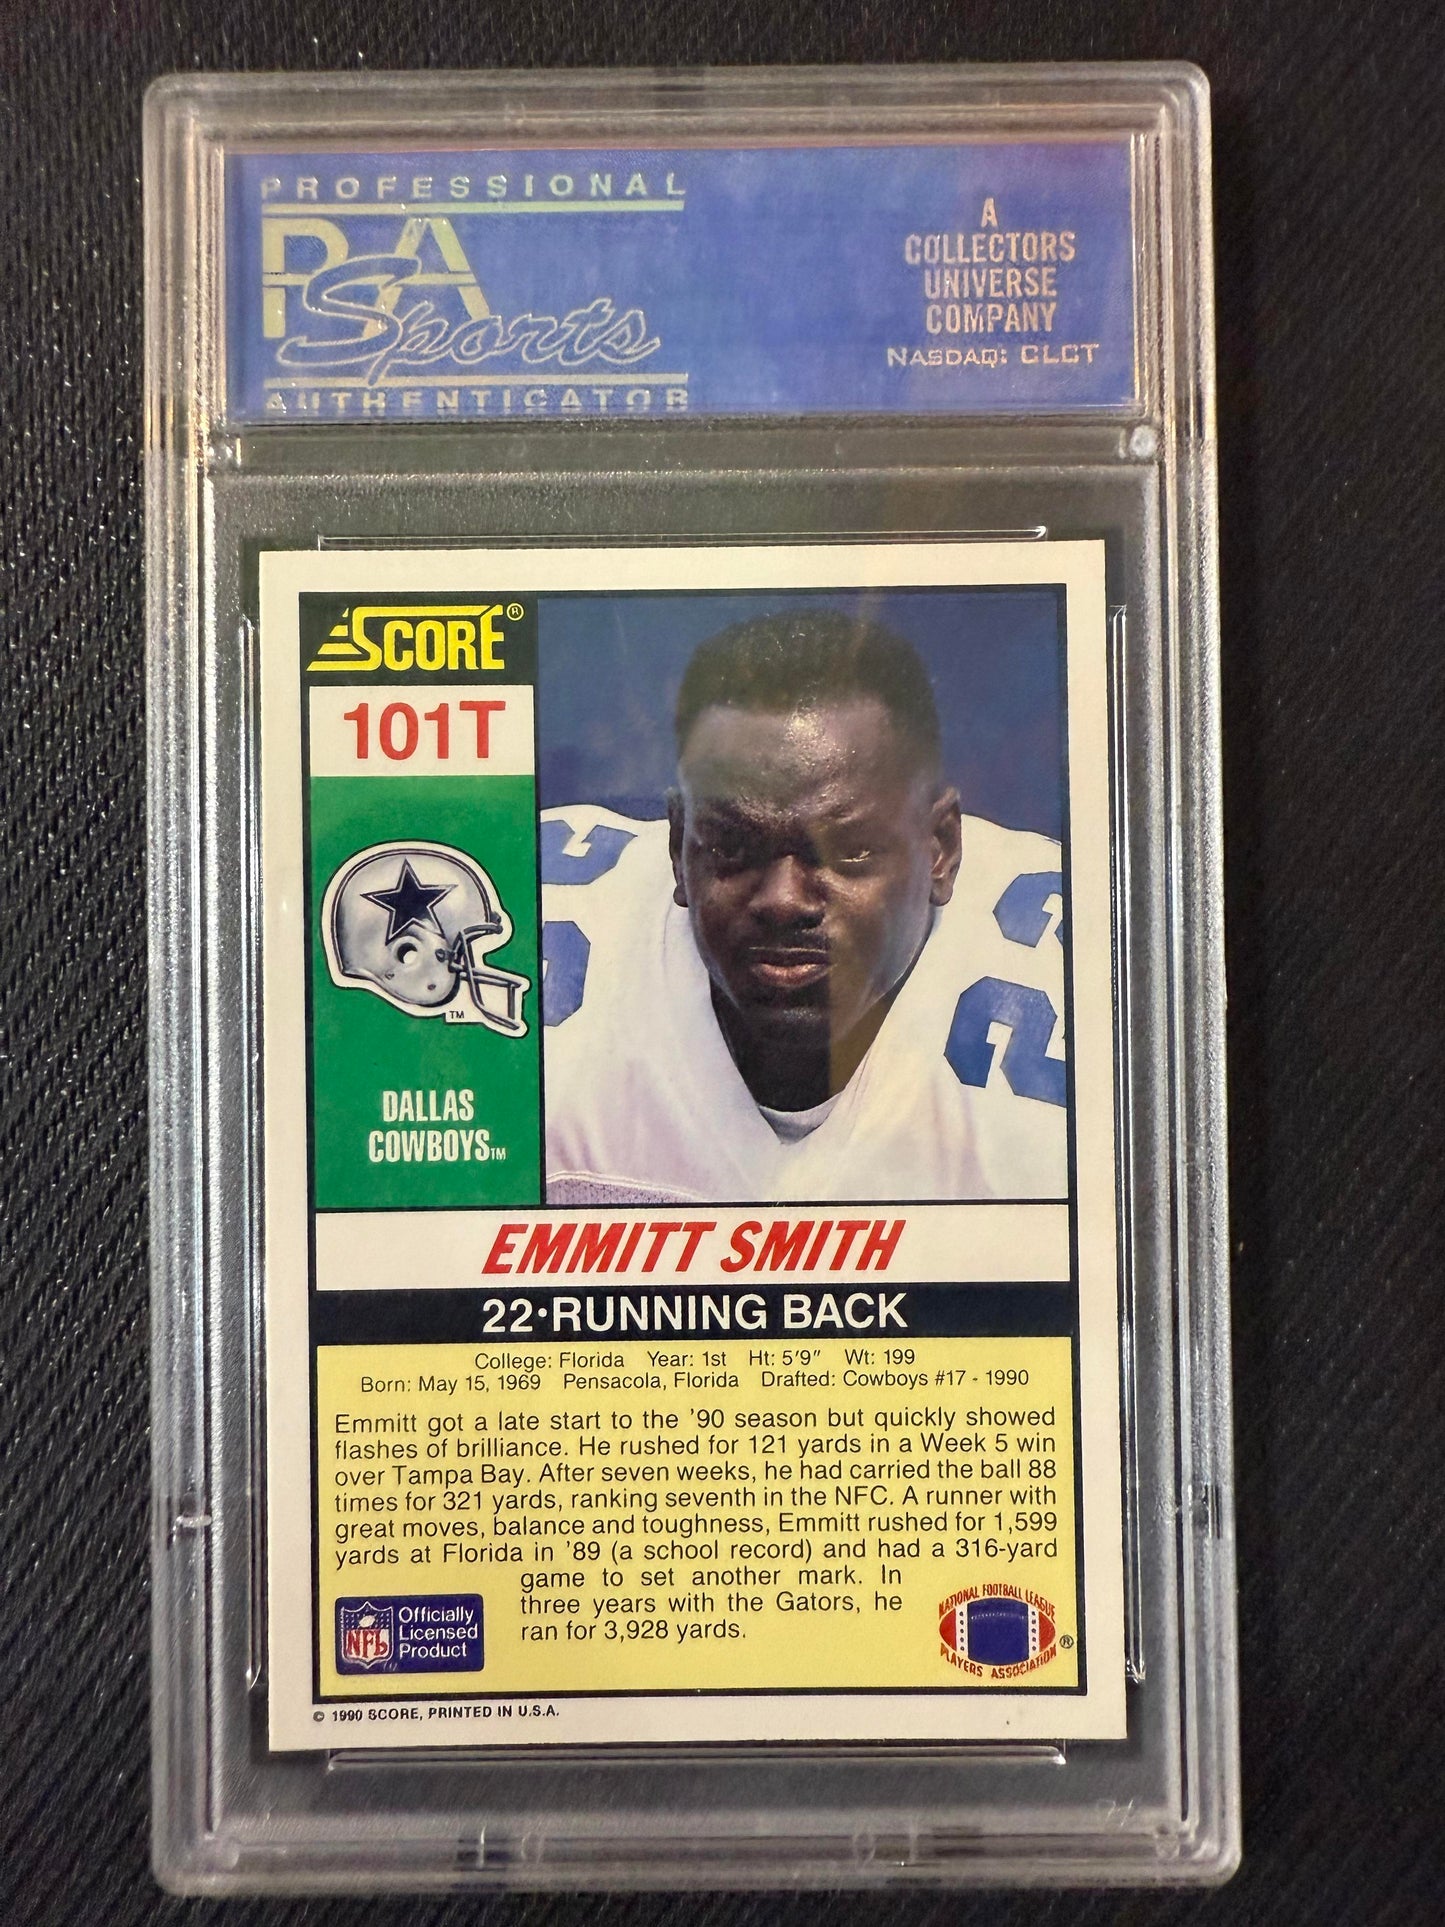 PROFESSIONAL
PSA
Sports
AUTHENTICATOR
A
COLLECTORS
UNIVERSE
COMPANY
NASDAQ: CLCT
SCORE®
101T
TM
DALLAS
COWBOYS™
22
EMMITT SMITH
22·RUNNING BACK
College: Florida Year: 1st Ht: 5'9" Wt: 199
Born: May 15, 1969 Pensacola, Florida Drafted: Cowboys #17 - 1990
Emmitt got a late start to the '90 season but quickly showed
flashes of brilliance. He rushed for 121 yards in a Week 5 win
over Tampa Bay. After seven weeks, he had carried the ball 88
times for 321 yards, ranking seventh in the NFC. A runner with
great moves, balance and toughness, Emmitt rushed for 1,599
yards at Florida in '89 (a school record) and had a 316-yard
game to set another mark. In
three years with the Gators, he
ran for 3,928 yards.
NFL
Officially
Licensed
Product
NATIONAL FOOTBALL LEAGUE
PLAYERS ASSOCIATION ®
© 1990 SCORE, PRINTED IN U.S.A.